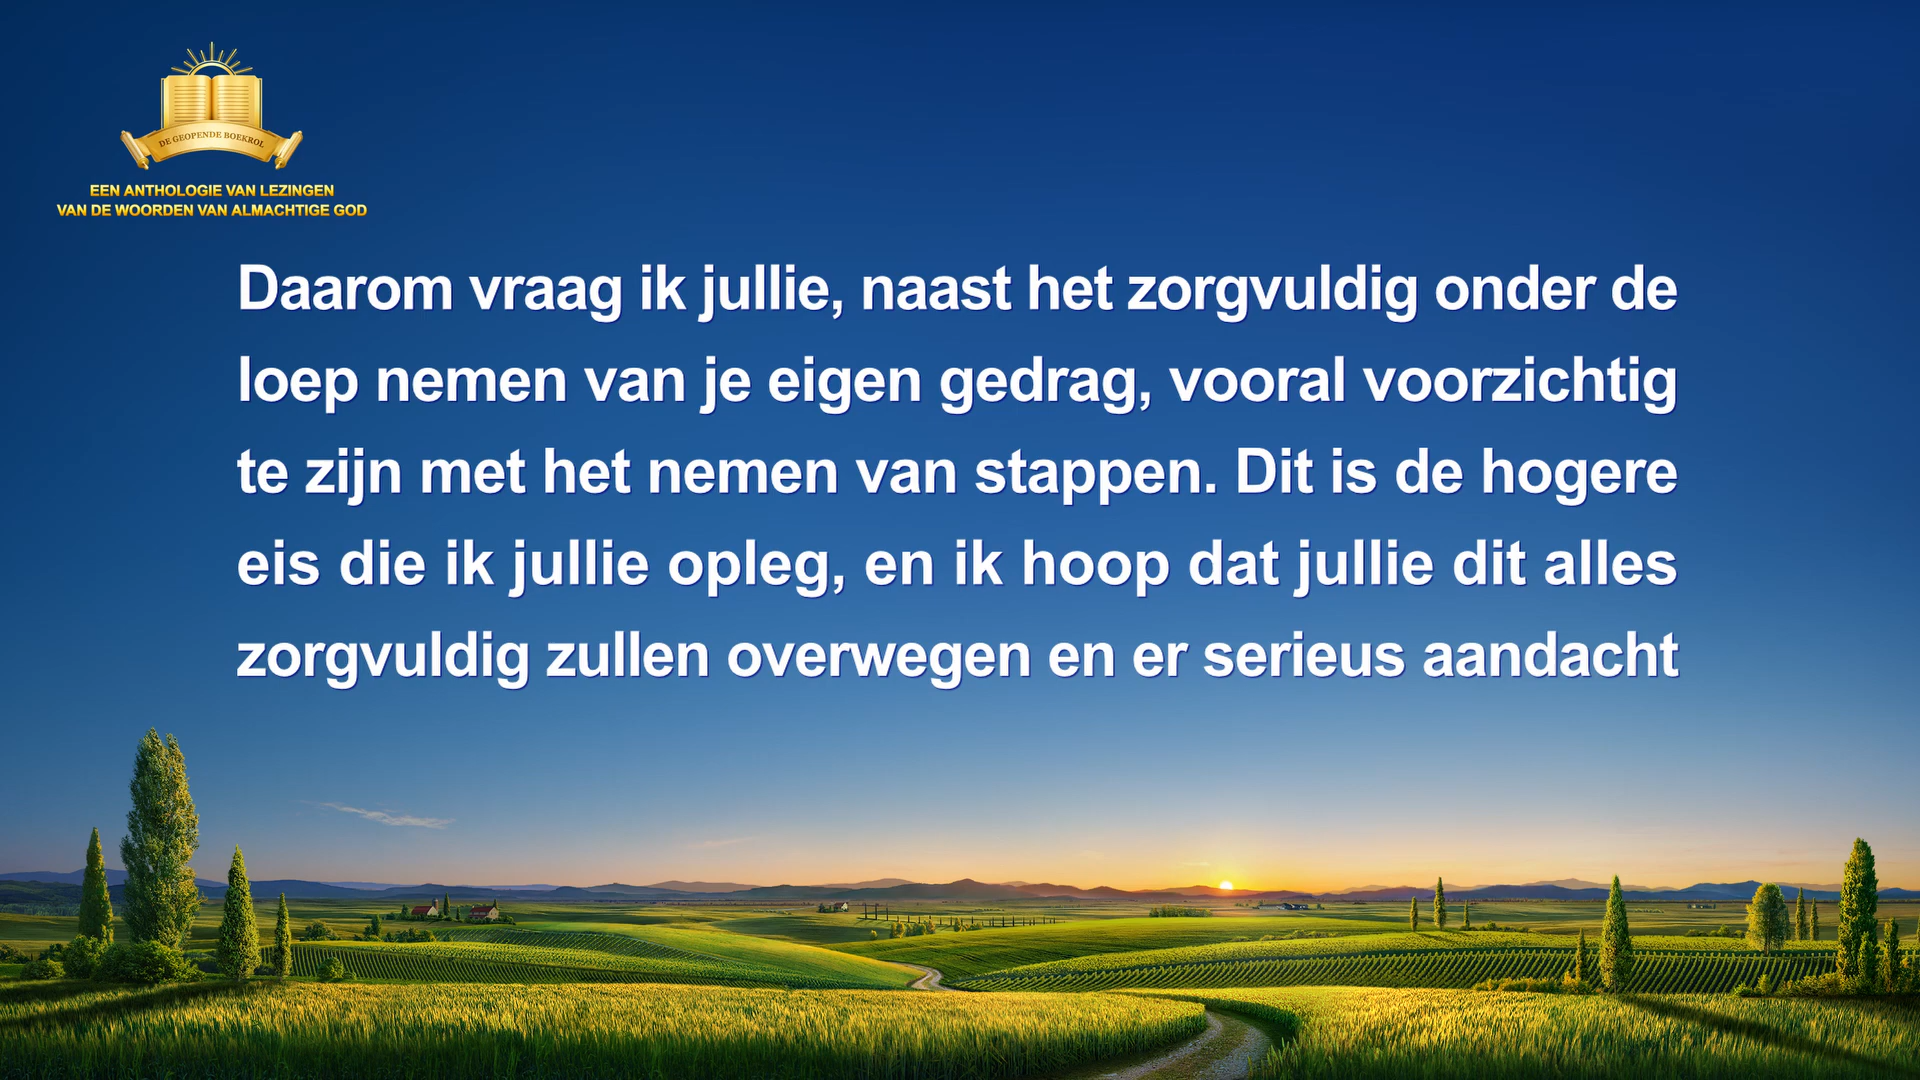 DE GEOPENDE BOEKROL
EEN ANTHOLOGIE VAN LEZINGEN
VAN DE WOORDEN VAN ALMACHTIGE GOD
Daarom vraag ik jullie, naast het zorgvuldig onder de
loep nemen van je eigen gedrag, vooral voorzichtig
te zijn met het nemen van stappen. Dit is de hogere
eis die ik jullie opleg, en ik hoop dat jullie dit alles
zorgvuldig zullen overwegen en er serieus aandacht